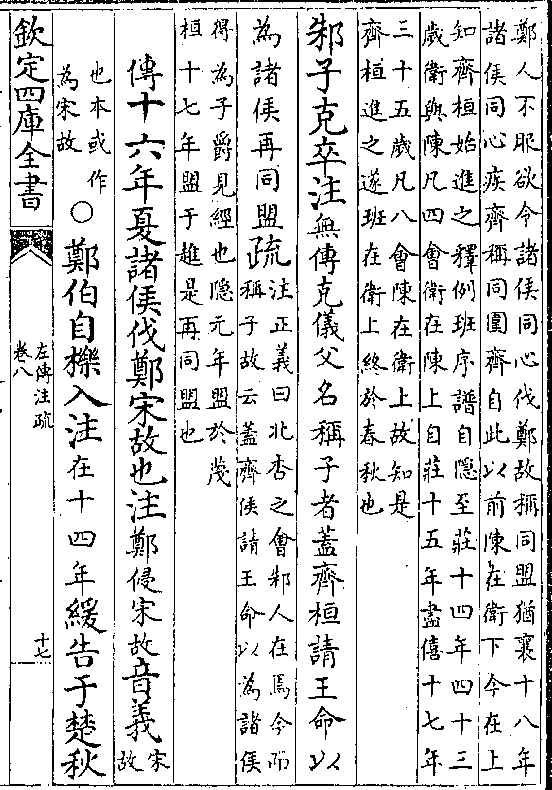 鄭人不服欲令諸侯同心伐鄭故稱同盟猶襄十八年
諸侯同心疾齊稱同圍齊自此以前陳在衛下今在上
知齊桓始進之釋例班序譜自隱至莊十四年四十三
歲衛與陳凡四會衛在陳上自莊十五年盡僖十七年
三十五歲凡八會陳在衛上故知是
齊桓進之遂班在衛上終於春秋也
邾子克卒注無傳克儀父名稱子者蓋齊桓請王命以
為諸侯再同盟疏注正義曰北杏之會邾人在焉今而
稱子故云蓋齊侯請王命以為諸侯
得為子爵見經也隱元年盟於蔑
桓十七年盟于趡是再同盟也
傳十六年夏諸侯伐鄭宋故也注鄭侵宋故音義宋
故
也本或作
為宋故○鄭伯自櫟入注在十四年緩告于楚秋
欽定四庫全書
左傳注疏
卷八
十七